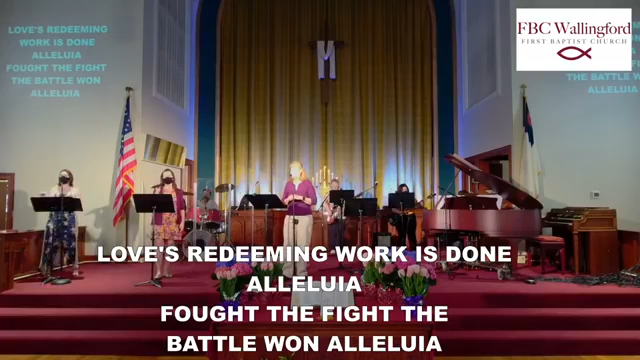 LOVE'S REDEEMING
WORK IS DONE
ALLELUIA
FOUGHT THE FIGHT
THE BATTLE WON
ALLELUIA
FBC Wallingford
FIRST BAPTIST CHURCH
THE BATTLE WON
ALLELUIA
LOVE'S REDEEMING WORK IS DONE
ALLELUIA
FOUGHT THE FIGHT THE
BATTLE WON ALLELUIA